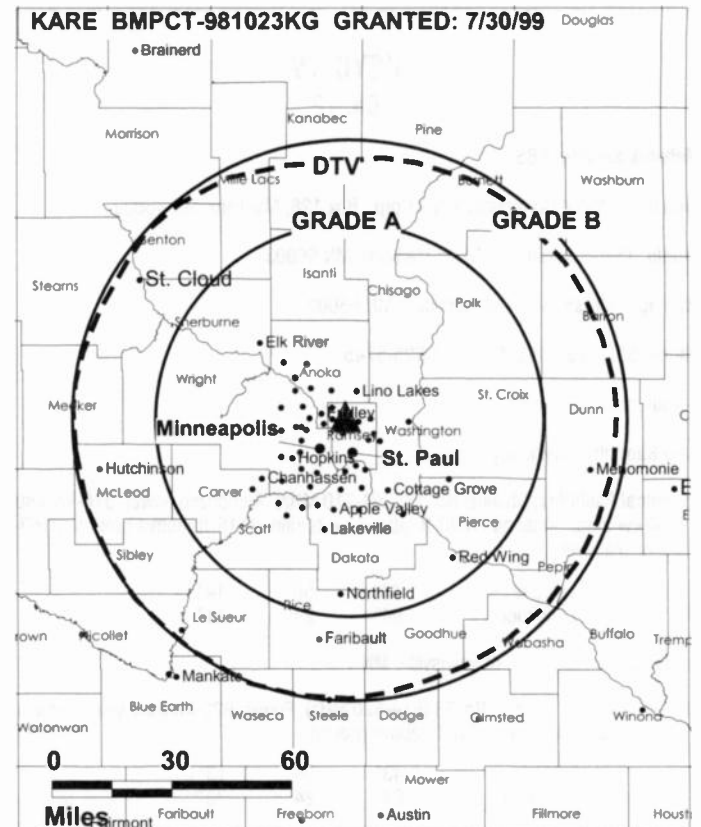 KARE BMPCT-981023KG GRANTED: 7/30/99
Douglas
Brainerd
Kanabec
Morrison
Pine
DTV
Mille Lacs
Burnett
Washburn
GRADE A
GRADE B
Benton
St. Cloud
Isanti
Stearns
Chisago
Polk
Sherburne
Barron
Elk River
Anoka
Wright
Lino Lakes
St. Croix
Meeker
Dunn
Minneapolis
Ramsey
Washington
Hopkins
St. Paul
Hutchinson
Menomonie
McLeod
Carver
Chanhassen
Cottage Grove
E
Scott
Apple Valley
Pierce
Lakeville
Sibley
Dakota
Red Wing
Pepin
Northfield
Rice
Le Sueur
Nicollet
Faribault
Goodhue
Wabasha
Buffalo
Tremp
rown
Mankato
Blue Earth
Waseca
Steele
Dodge
Olmsted
Winona
Watonwan
0 30 60
Miles
Mower
Fairmont
Faribault
Freeborn
Austin
Fillmore
Houst